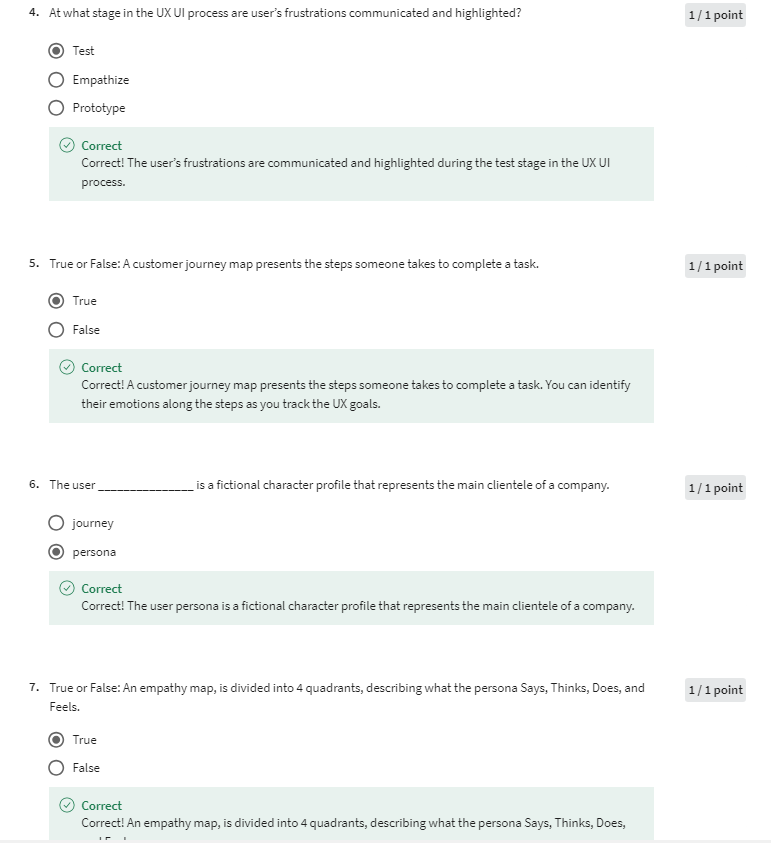 4. At what stage in the UX UI process are user's frustrations communicated and highlighted?
1 / 1 point
Test
Empathize
Prototype
Correct
Correct! The user's frustrations are communicated and highlighted during the test stage in the UX UI
process.
5. True or False: A customer journey map presents the steps someone takes to complete a task.
1 / 1 point
True
False
Correct
Correct! A customer journey map presents the steps someone takes to complete a task. You can identify
their emotions along the steps as you track the UX goals.
6. The user _______________ is a fictional character profile that represents the main clientele of a company.
1 / 1 point
journey
persona
Correct
Correct! The user persona is a fictional character profile that represents the main clientele of a company.
7. True or False: An empathy map, is divided into 4 quadrants, describing what the persona Says, Thinks, Does, and
Feels.
1 / 1 point
True
False
Correct
Correct! An empathy map, is divided into 4 quadrants, describing what the persona Says, Thinks, Does,